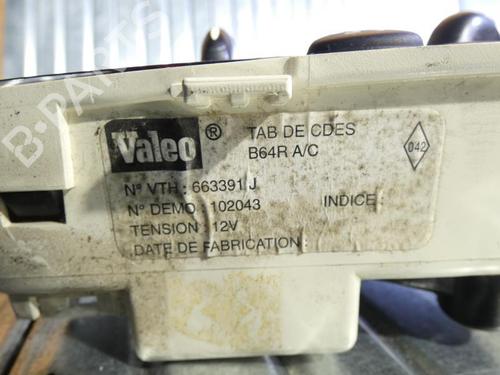 Valeo ®
TAB DE CDES
B64R A/C
042
N° VTH : 663391 J
N° DEMO : 102043
INDICE :
TENSION : 12V
DATE DE FABRICATION :
B-PARTS